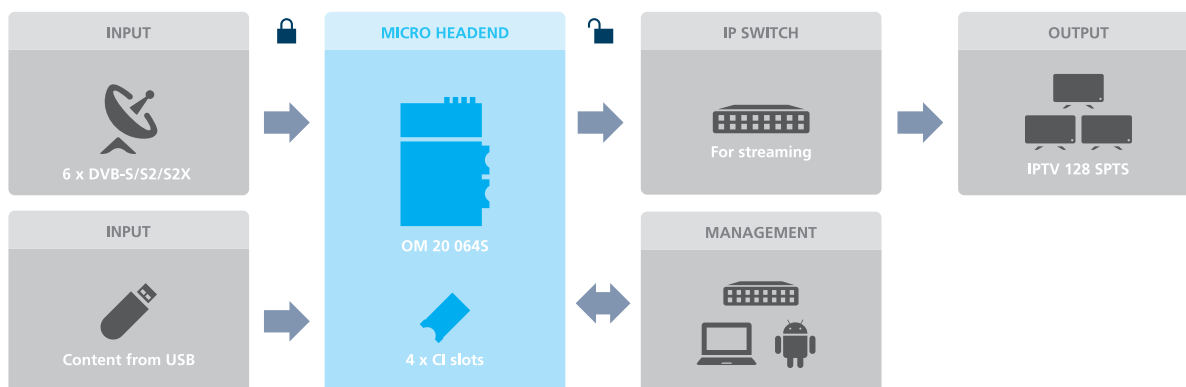 INPUT
6 x DVB-S/S2/S2X
INPUT
Content from USB
MICRO HEADEND
OM 20 064S
4 x CI slots
IP SWITCH
For streaming
MANAGEMENT
OUTPUT
IPTV 128 SPTS